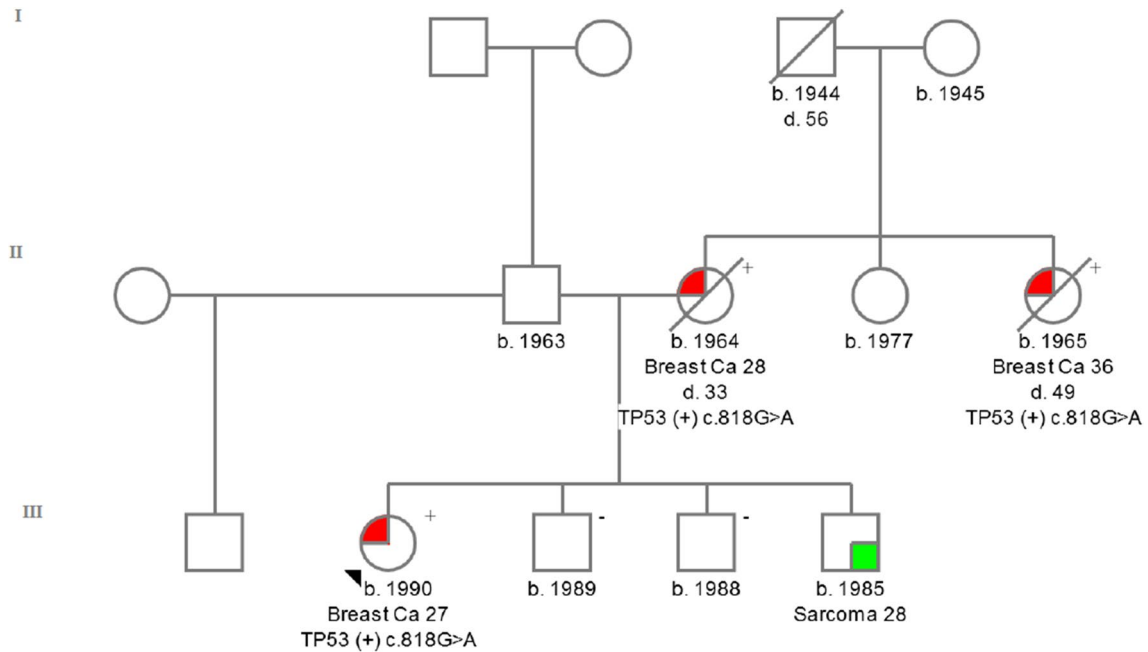 I
b. 1944
d. 56
b. 1945
II
+
+
b. 1963
b. 1964
Breast Ca 28
d. 33
TP53 (+) c.818G>A
b. 1977
b. 1965
Breast Ca 36
d. 49
TP53 (+) c.818G>A
III
+
-
-
b. 1990
Breast Ca 27
TP53 (+) c.818G>A
b. 1989
b. 1988
b. 1985
Sarcoma 28